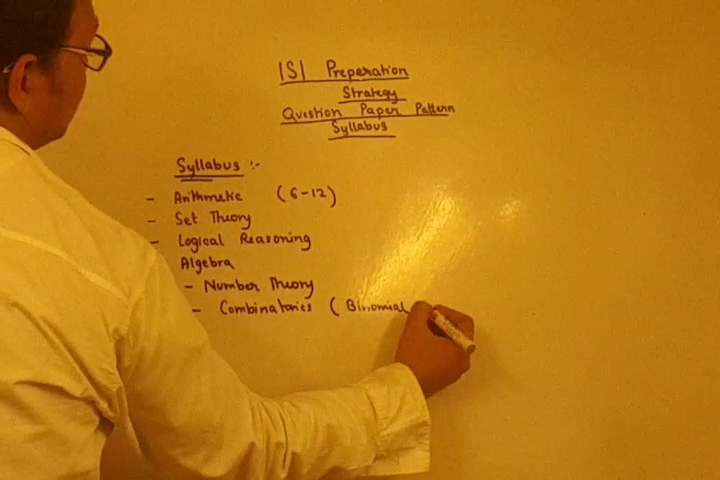 ISI Preparation
Strategy
Question Paper Pattern
Syllabus
Syllabus :-
- Arithmetic (6-12)
- Set Theory
- Logical Reasoning
Algebra
- Number Theory
- Combinatorics ( Binomial